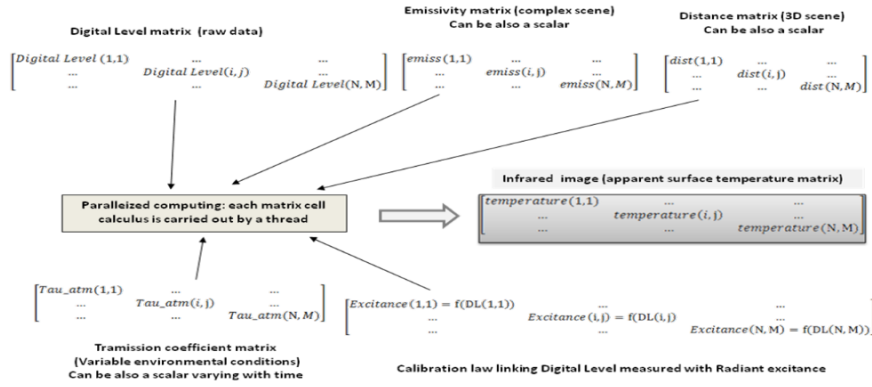 Digital Level matrix (raw data)
Emissivity matrix (complex scene)
Can be also a scalar
Distance matrix (3D scene)
Can be also a scalar
Digital Level (1,1) ... ...
... Digital Level(i,j) ...
... ... Digital Level(N,M)
emiss(1,1) ... ...
... emiss(i,j) ...
... ... emiss(N,M)
dist(1,1) ... ...
... dist(i,j) ...
... ... dist(N,M)
Paralleized computing: each matrix cell
calculus is carried out by a thread
Infrared image (apparent surface temperature matrix)
temperature(1,1) ... ...
... temperature(i,j) ...
... ... temperature(N,M)
Tau_atm(1,1) ... ...
... Tau_atm(i,j) ...
... ... Tau_atm(N,M)
Tramission coefficient matrix
(Variable environmental conditions)
Can be also a scalar varying with time
Excitance(1,1) = f(DL(1,1)) ... ...
... Excitance(i,j) = f(DL(i,j) ...
... ... Excitance(N,M) = f(DL(N,M))
Calibration law linking Digital Level measured with Radiant excitance